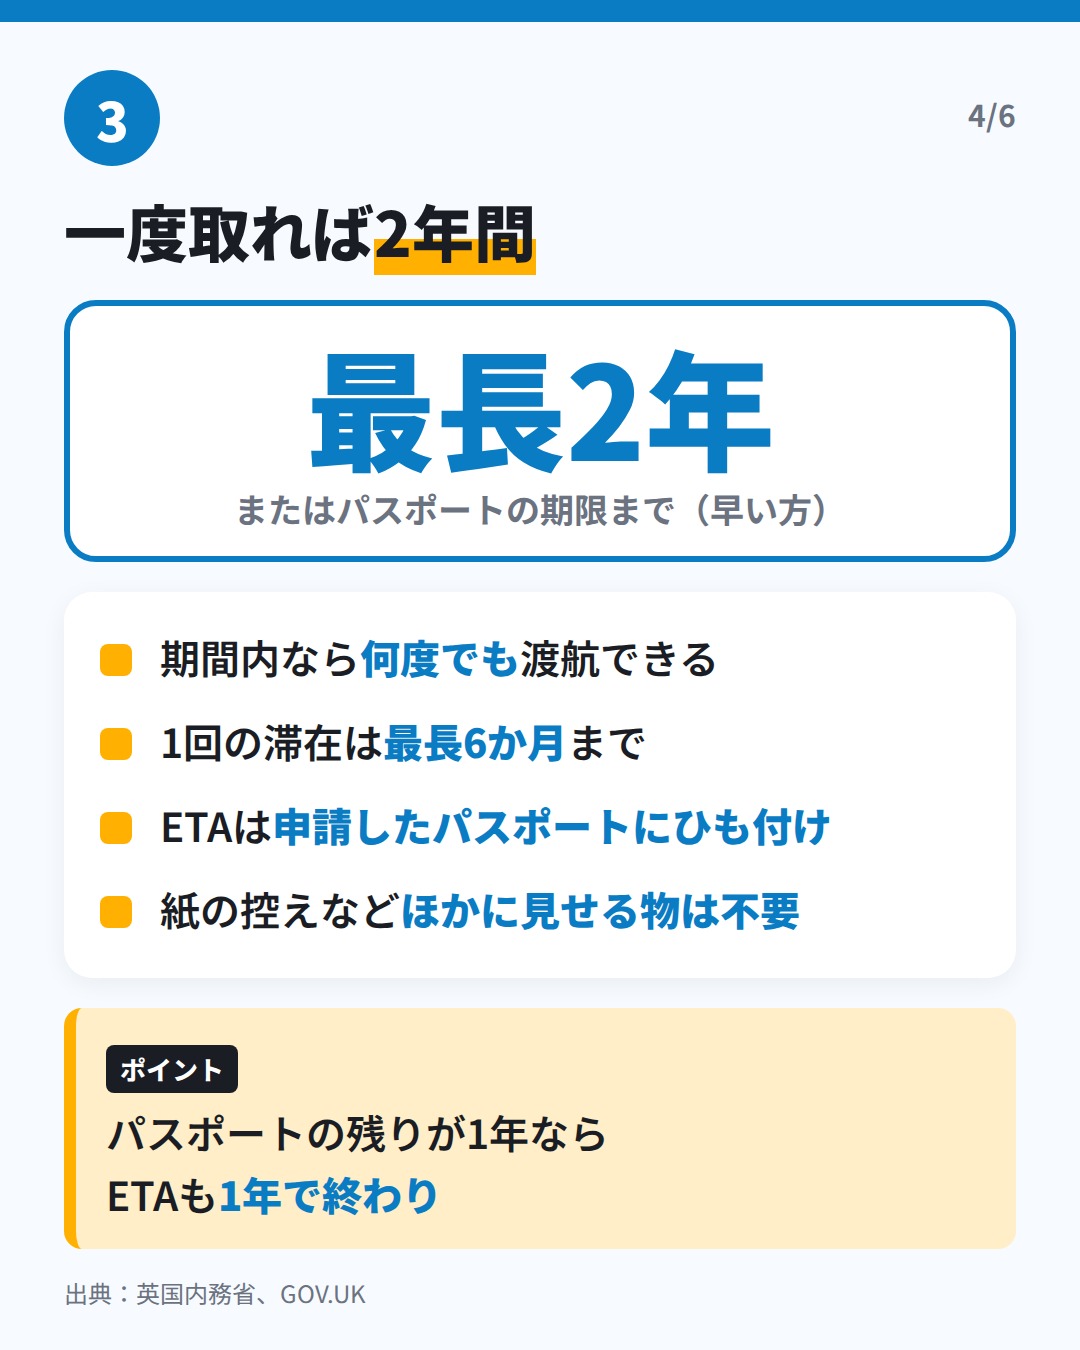 3
4/6
一度取れば2年間
最長2年
またはパスポートの期限まで（早い方）
期間内なら何度でも渡航できる
1回の滞在は最長6か月まで
ETAは申請したパスポートにひも付け
紙の控えなどほかに見せる物は不要
ポイント
パスポートの残りが1年なら
ETAも1年で終わり
出典：英国内務省、GOV.UK